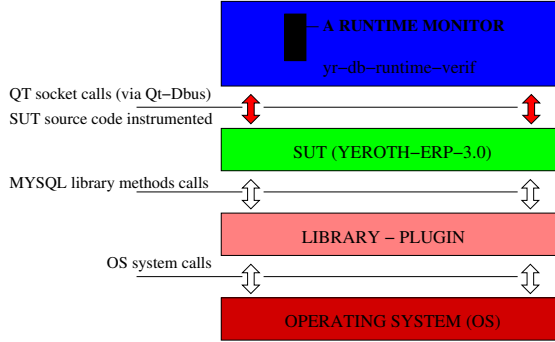 A RUNTIME MONITOR
yr−db−runtime−verif
QT socket calls (via Qt−Dbus)
SUT source code instrumented
SUT (YEROTH−ERP−3.0)
MYSQL library methods calls
LIBRARY − PLUGIN
OS system calls
OPERATING SYSTEM (OS)